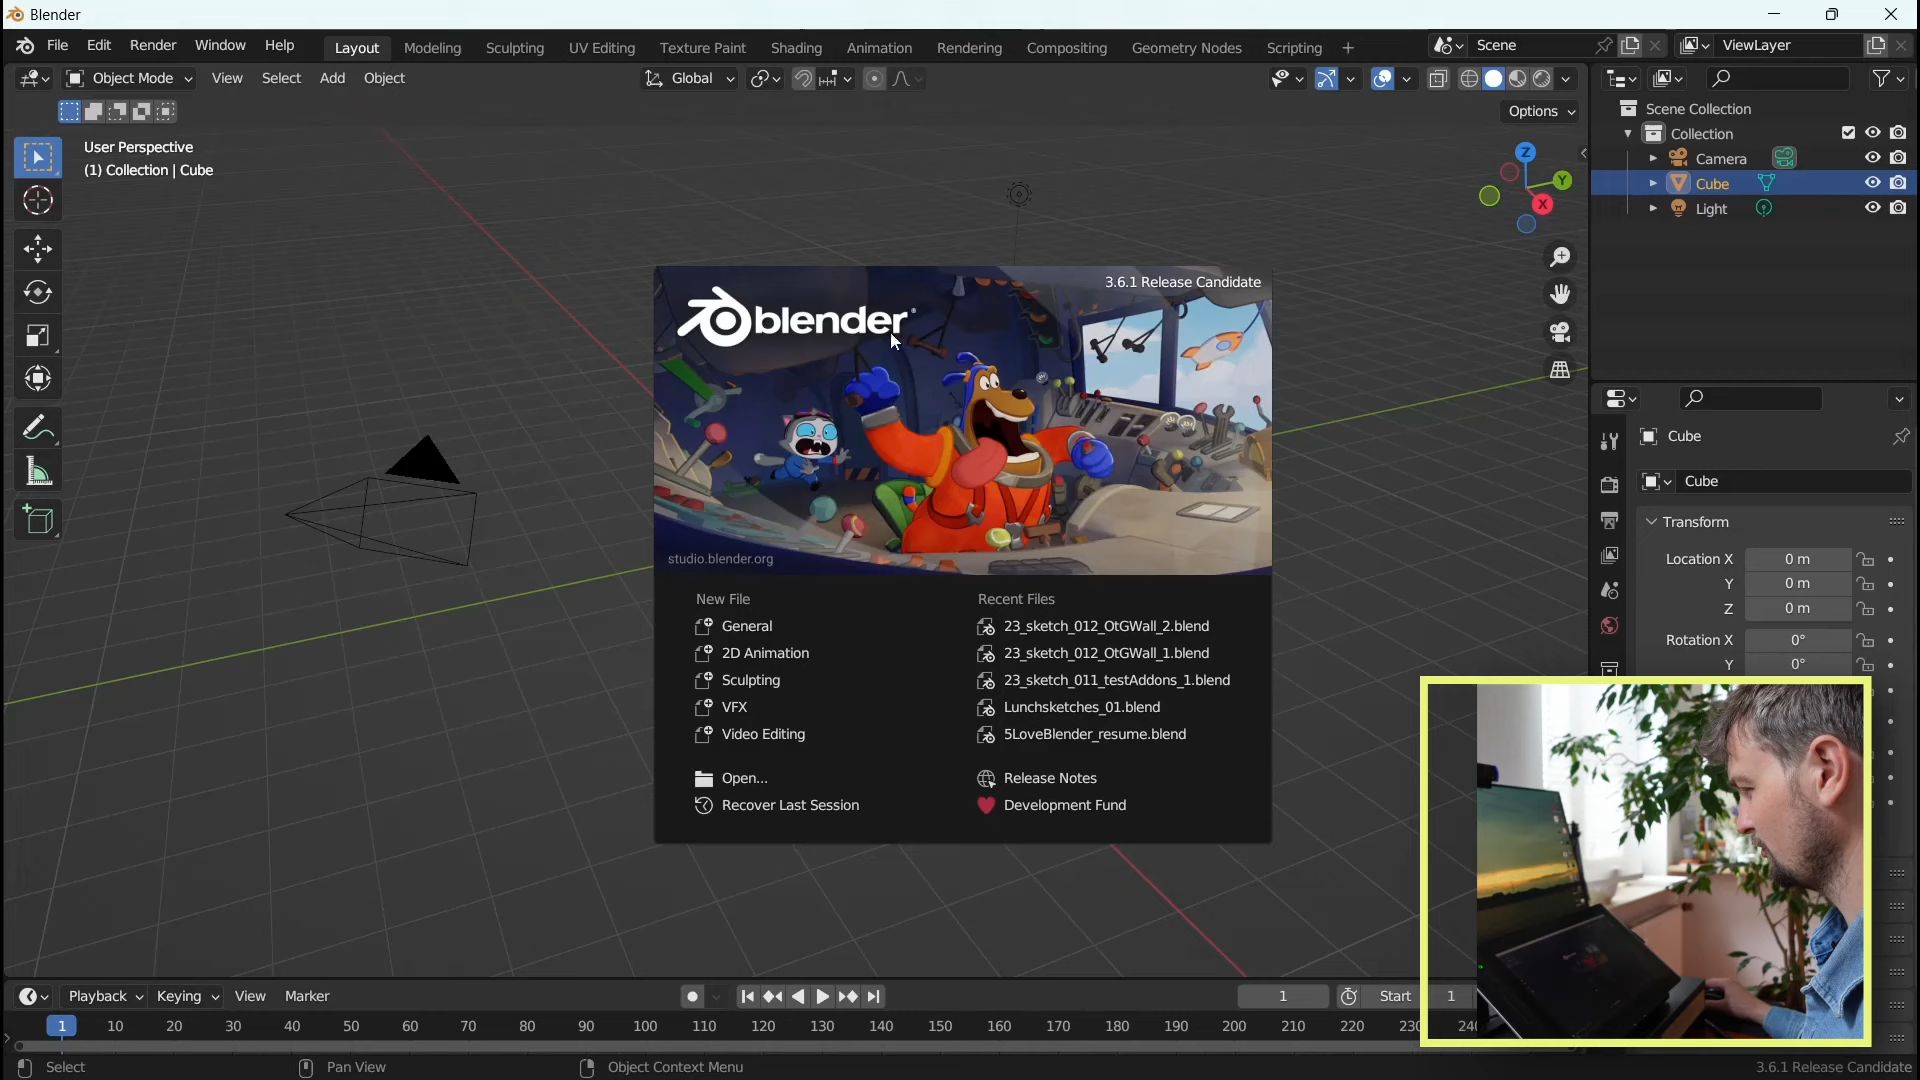 Blender
File Edit Render Window Help Layout Modeling Sculpting UV Editing Texture Paint Shading Animation Rendering Compositing Geometry Nodes Scripting + Scene ViewLayer
Object Mode View Select Add Object Global
Options
User Perspective
(1) Collection | Cube
Z
Y
X
Scene Collection
Collection
Camera
Cube
Light
3.6.1 Release Candidate
blender
studio.blender.org
New File
General
2D Animation
Sculpting
VFX
Video Editing
Open...
Recover Last Session
Recent Files
23_sketch_012_OtGWall_2.blend
23_sketch_012_OtGWall_1.blend
23_sketch_011_testAddons_1.blend
Lunchsketches_01.blend
5LoveBlender_resume.blend
Release Notes
Development Fund
Cube
Cube
Transform
Location X 0 m
Y 0 m
Z 0 m
Rotation X 0°
Y 0°
Playback Keying View Marker 1 Start 1
1 10 20 30 40 50 60 70 80 90 100 110 120 130 140 150 160 170 180 190 200 210 220
Select Pan View Object Context Menu 3.6.1 Release Candidate